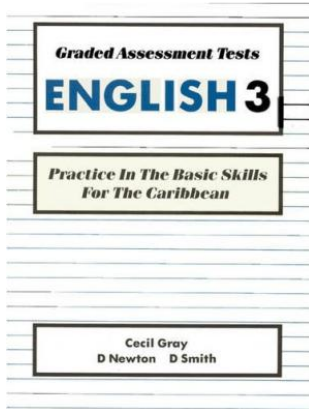 Graded Assessment Tests
ENGLISH 3
Practice In The Basic Skills
For The Caribbean
Cecil Gray
D Newton D Smith